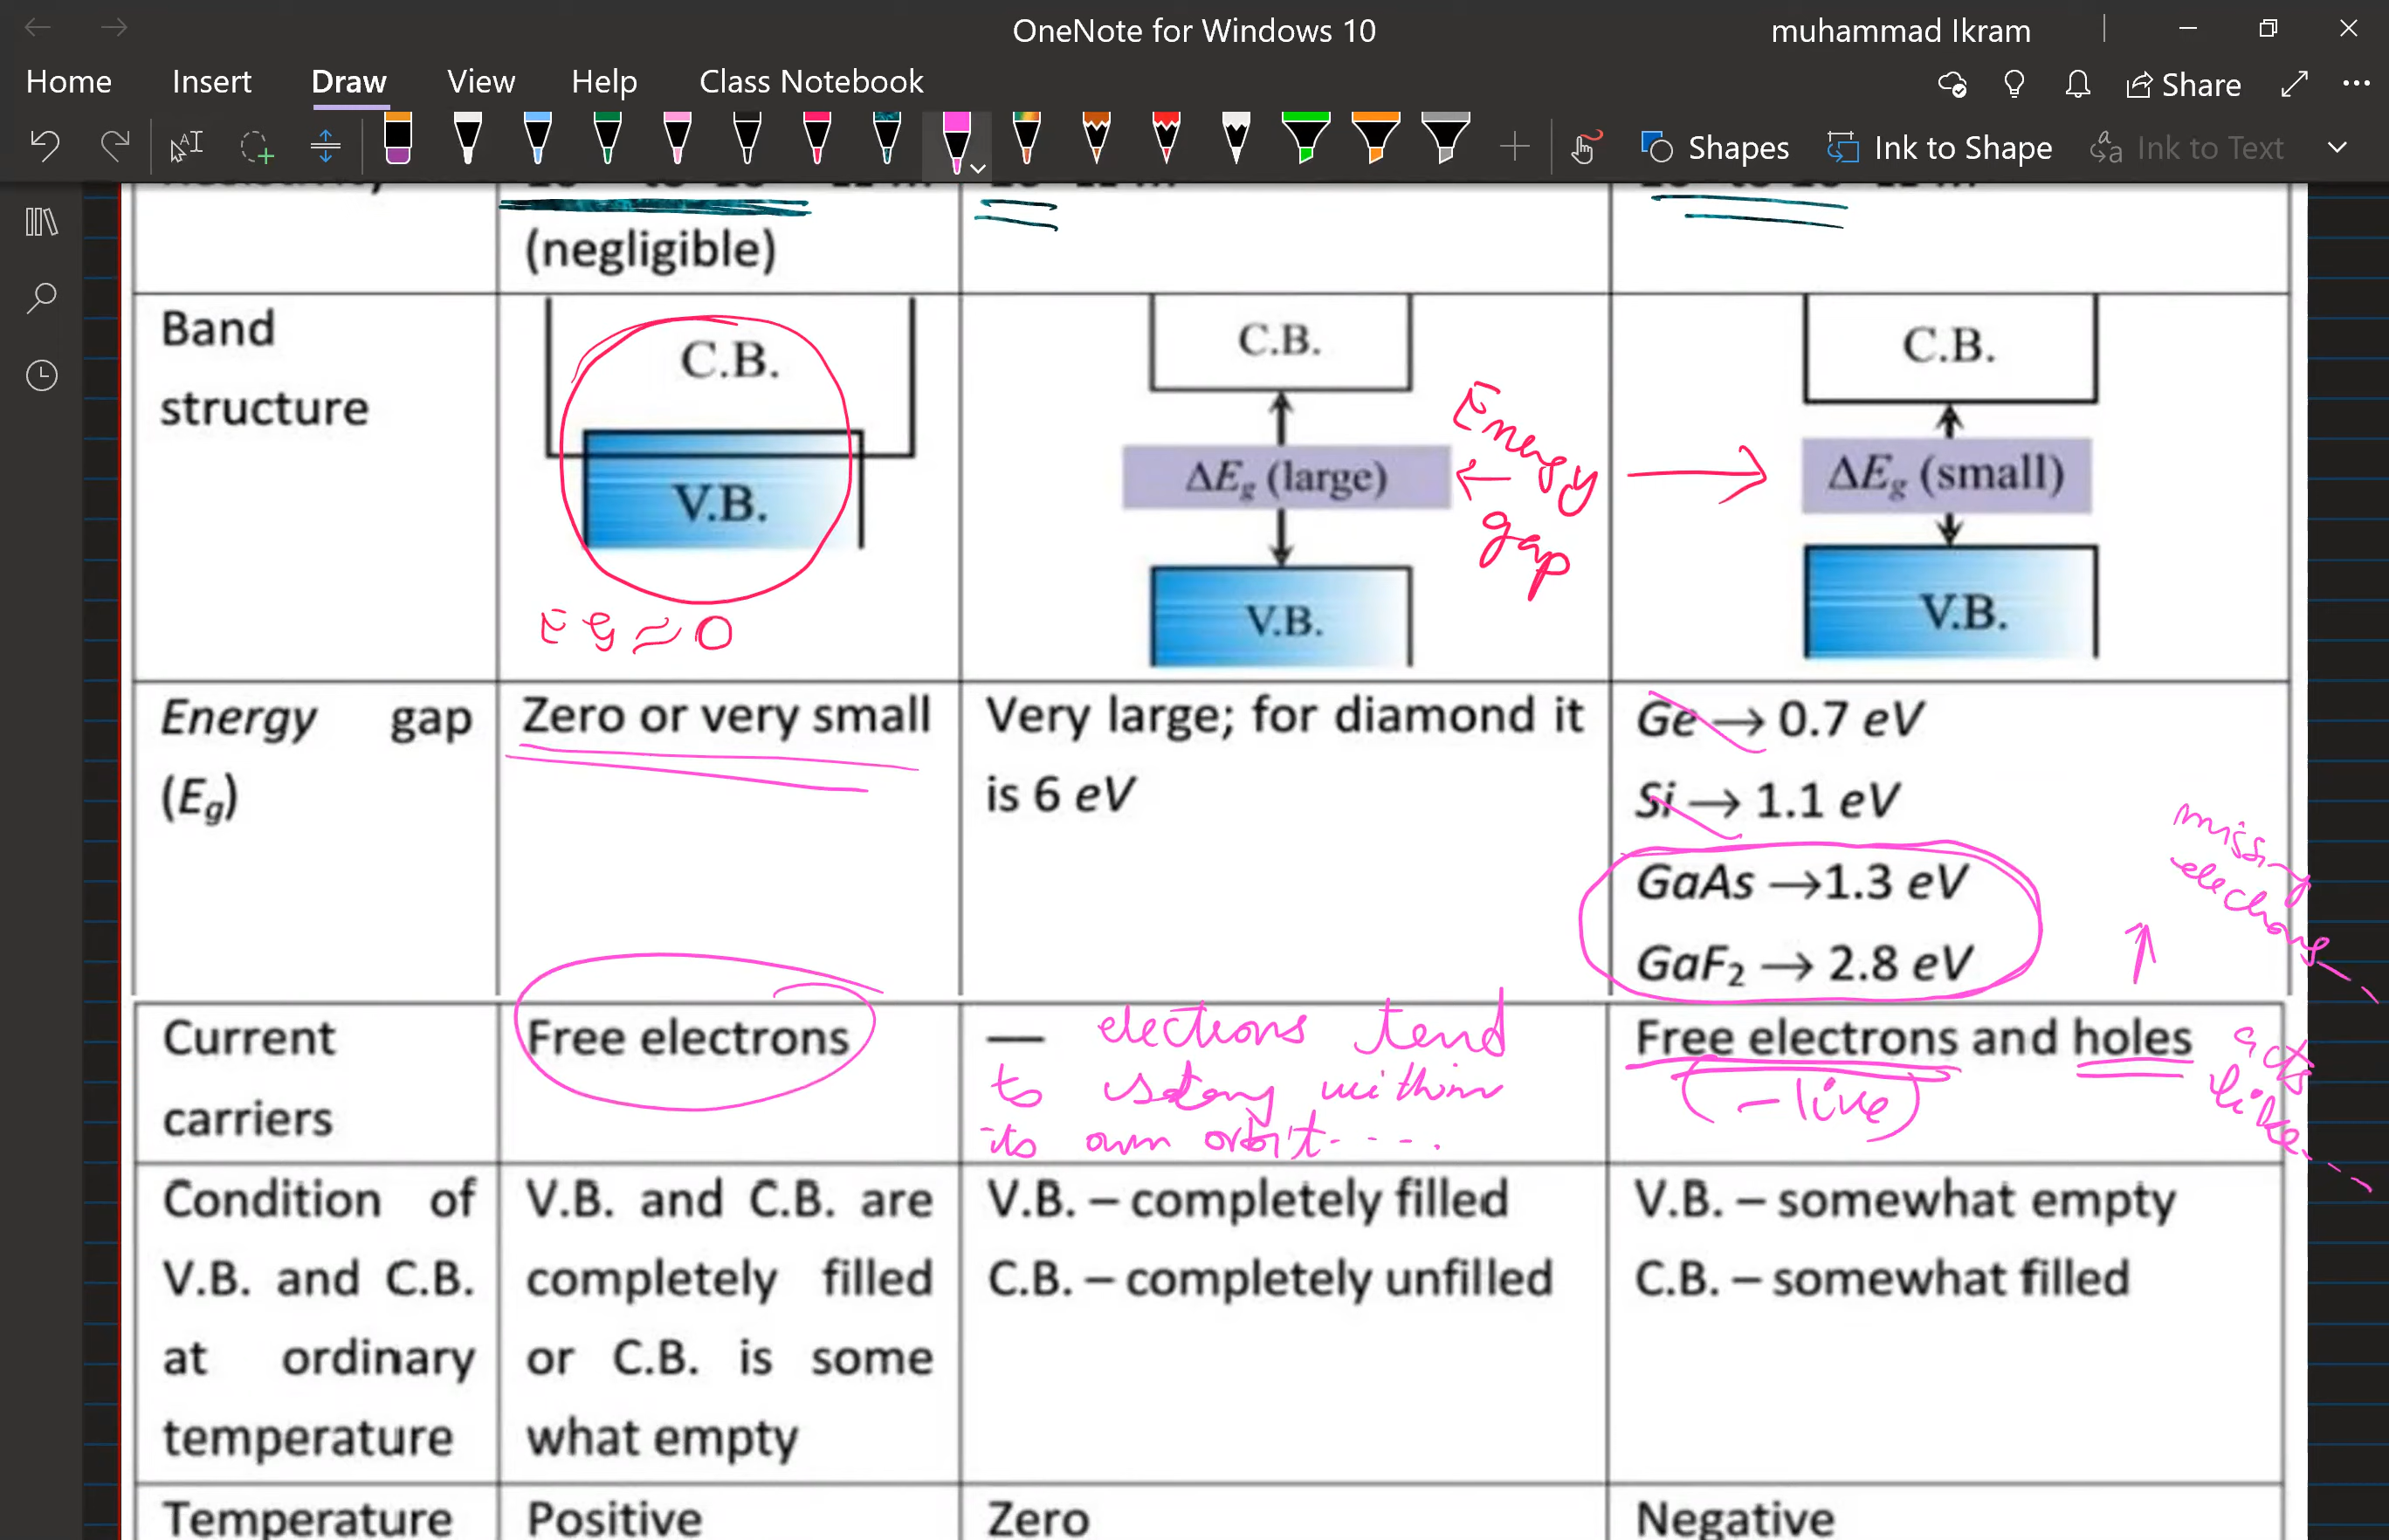 OneNote for Windows 10
muhammad Ikram
Home Insert Draw View Help Class Notebook
Share
Shapes Ink to Shape Ink to Text
(negligible)
Band
structure
C.B.
V.B.
Eg ≈ 0
C.B.
ΔEg (large)
V.B.
Energy
gap
C.B.
ΔEg (small)
V.B.
Energy gap
(Eg)
Zero or very small
Very large; for diamond it
is 6 eV
Ge → 0.7 eV
Si → 1.1 eV
GaAs → 1.3 eV
GaF₂ → 2.8 eV
missing
Current
carriers
Free electrons
— electrons tend
to stay within
its own orbit....
Free electrons and holes
acts
like
Condition of
V.B. and C.B.
at ordinary
temperature
V.B. and C.B. are
completely filled
or C.B. is some
what empty
V.B. – completely filled
C.B. – completely unfilled
V.B. – somewhat empty
C.B. – somewhat filled
Temperature
Positive
Zero
Negative